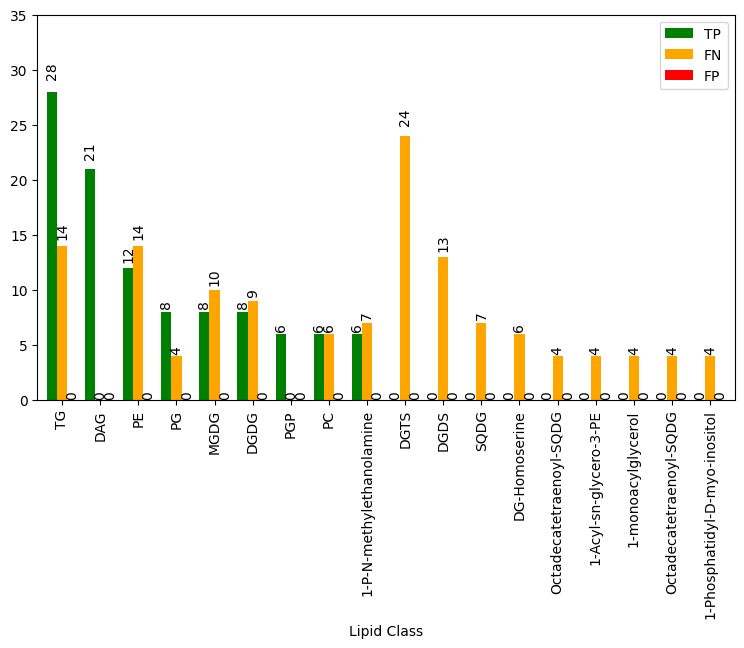 35
30
25
20
15
10
5
0
TP
FN
FP
28 14 0
21 0 0
12 14 0
8 4 0
8 10 0
8 9 0
6 0 0
6 6 0
6 7 0
0 24 0
0 13 0
0 7 0
0 6 0
0 4 0
0 4 0
0 4 0
0 4 0
0 4 0
TG
DAG
PE
PG
MGDG
DGDG
PGP
PC
1-P-N-methylethanolamine
DGTS
DGDS
SQDG
DG-Homoserine
Octadecatetraenoyl-SQDG
1-Acyl-sn-glycero-3-PE
1-monoacylglycerol
Octadecatetraenoyl-SQDG
1-Phosphatidyl-D-myo-inositol
Lipid Class